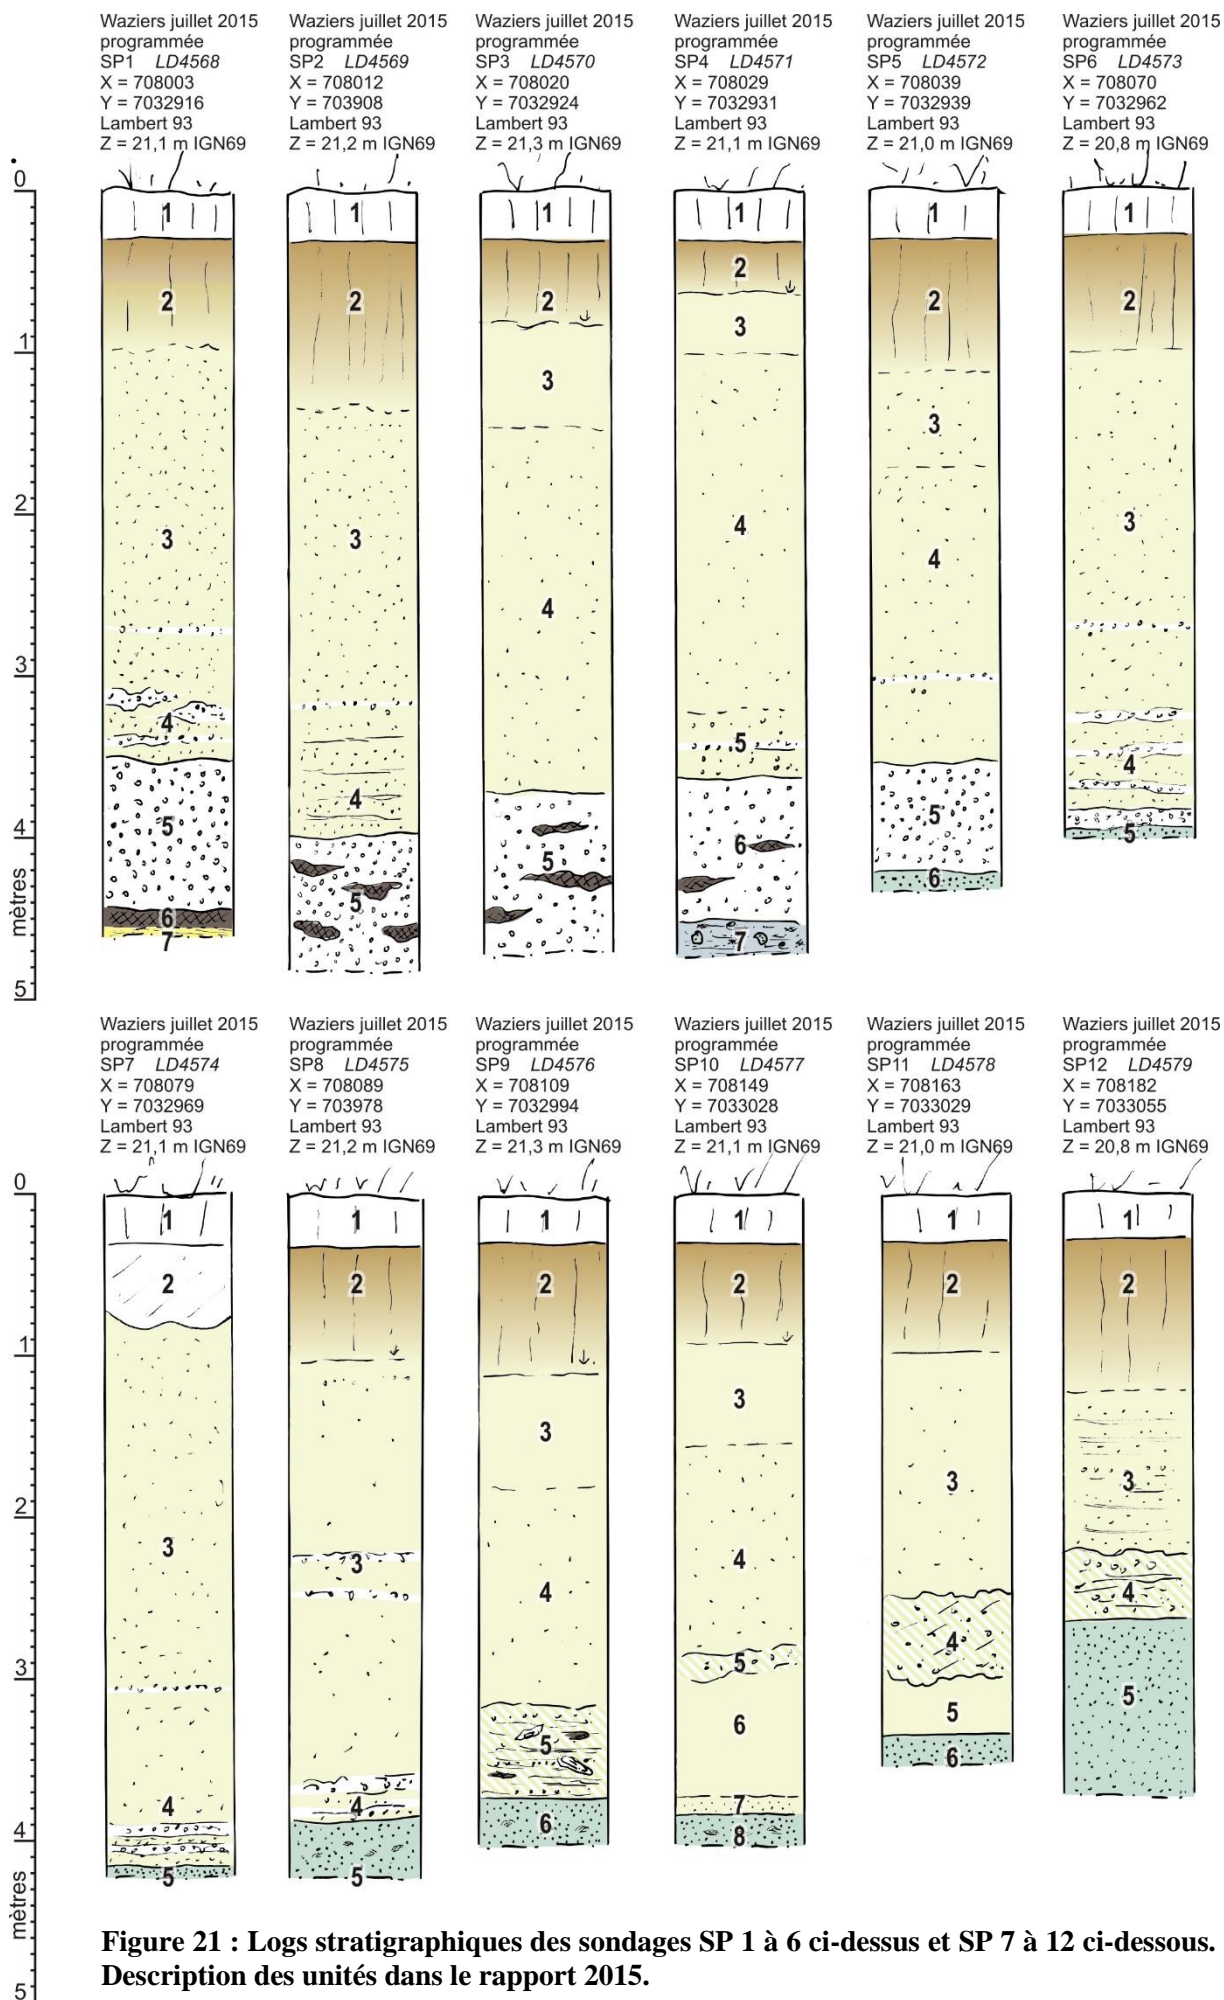 Waziers juillet 2015
programmée
SP1 LD4568
X = 708003
Y = 7032916
Lambert 93
Z = 21,1 m IGN69
Waziers juillet 2015
programmée
SP2 LD4569
X = 708012
Y = 703908
Lambert 93
Z = 21,2 m IGN69
Waziers juillet 2015
programmée
SP3 LD4570
X = 708020
Y = 7032924
Lambert 93
Z = 21,3 m IGN69
Waziers juillet 2015
programmée
SP4 LD4571
X = 708029
Y = 7032931
Lambert 93
Z = 21,1 m IGN69
Waziers juillet 2015
programmée
SP5 LD4572
X = 708039
Y = 7032939
Lambert 93
Z = 21,0 m IGN69
Waziers juillet 2015
programmée
SP6 LD4573
X = 708070
Y = 7032962
Lambert 93
Z = 20,8 m IGN69
0
1
2
3
4
mètres
5
1
2
3
4
5
6
7
1
2
3
4
5
1
2
3
4
5
1
2
3
4
5
6
7
1
2
3
4
5
6
1
2
3
4
5
Waziers juillet 2015
programmée
SP7 LD4574
X = 708079
Y = 7032969
Lambert 93
Z = 21,1 m IGN69
Waziers juillet 2015
programmée
SP8 LD4575
X = 708089
Y = 703978
Lambert 93
Z = 21,2 m IGN69
Waziers juillet 2015
programmée
SP9 LD4576
X = 708109
Y = 7032994
Lambert 93
Z = 21,3 m IGN69
Waziers juillet 2015
programmée
SP10 LD4577
X = 708149
Y = 7033028
Lambert 93
Z = 21,1 m IGN69
Waziers juillet 2015
programmée
SP11 LD4578
X = 708163
Y = 7033029
Lambert 93
Z = 21,0 m IGN69
Waziers juillet 2015
programmée
SP12 LD4579
X = 708182
Y = 7033055
Lambert 93
Z = 20,8 m IGN69
0
1
2
3
4
mètres
5
1
2
3
4
5
1
2
3
4
5
1
2
3
4
5
6
1
2
3
4
5
6
7
8
1
2
3
4
5
6
1
2
3
4
5
Figure 21 : Logs stratigraphiques des sondages SP 1 à 6 ci-dessus et SP 7 à 12 ci-dessous.
Description des unités dans le rapport 2015.